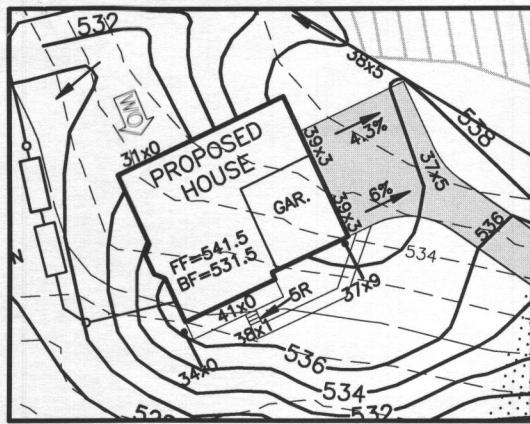 532
38x5
538
WO
31x0
PROPOSED
HOUSE
39x3
4.3%
37x5
GAR.
39x3
6%
536
534
FF=541.5
BF=531.5
N
41x0
5R
37x9
38x1
34x0
536
534
532